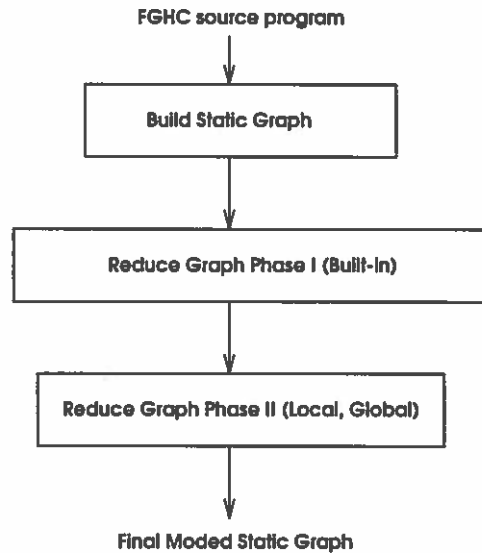 FGHC source program
Build Static Graph
Reduce Graph Phase I (Built-in)
Reduce Graph Phase II (Local, Global)
Final Moded Static Graph